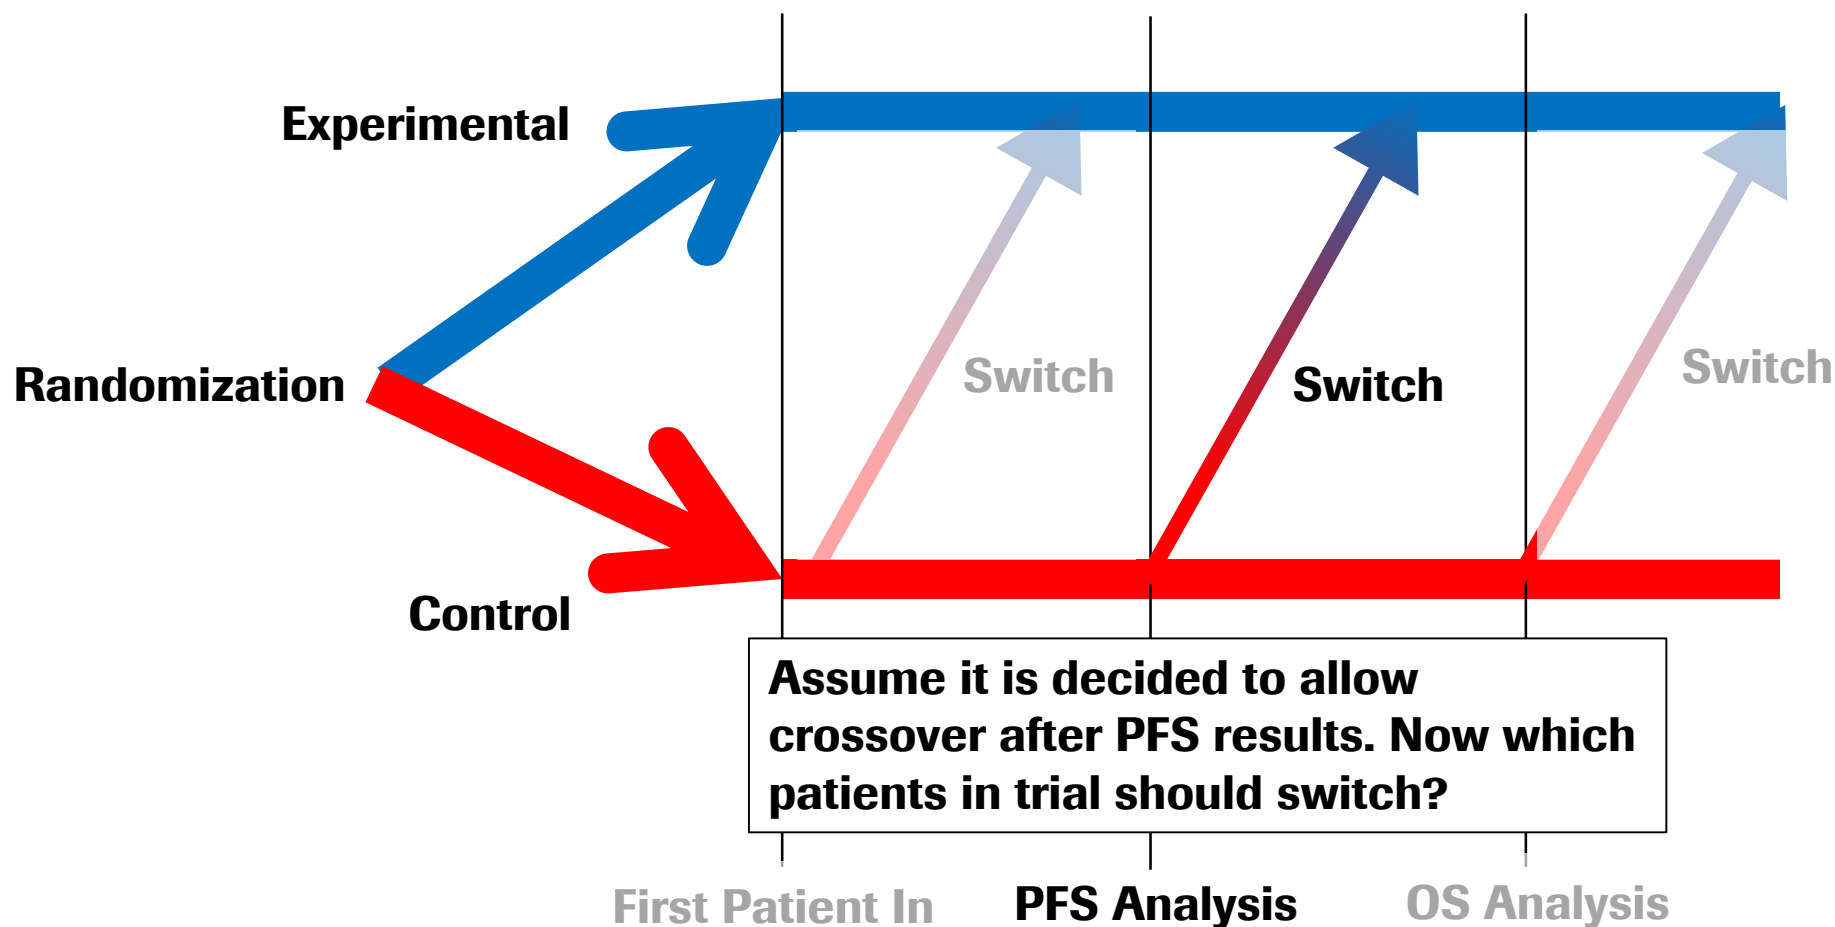 Experimental
Randomization
Switch
Switch
Switch
Control
Assume it is decided to allow
crossover after PFS results. Now which
patients in trial should switch?
First Patient In
PFS Analysis
OS Analysis